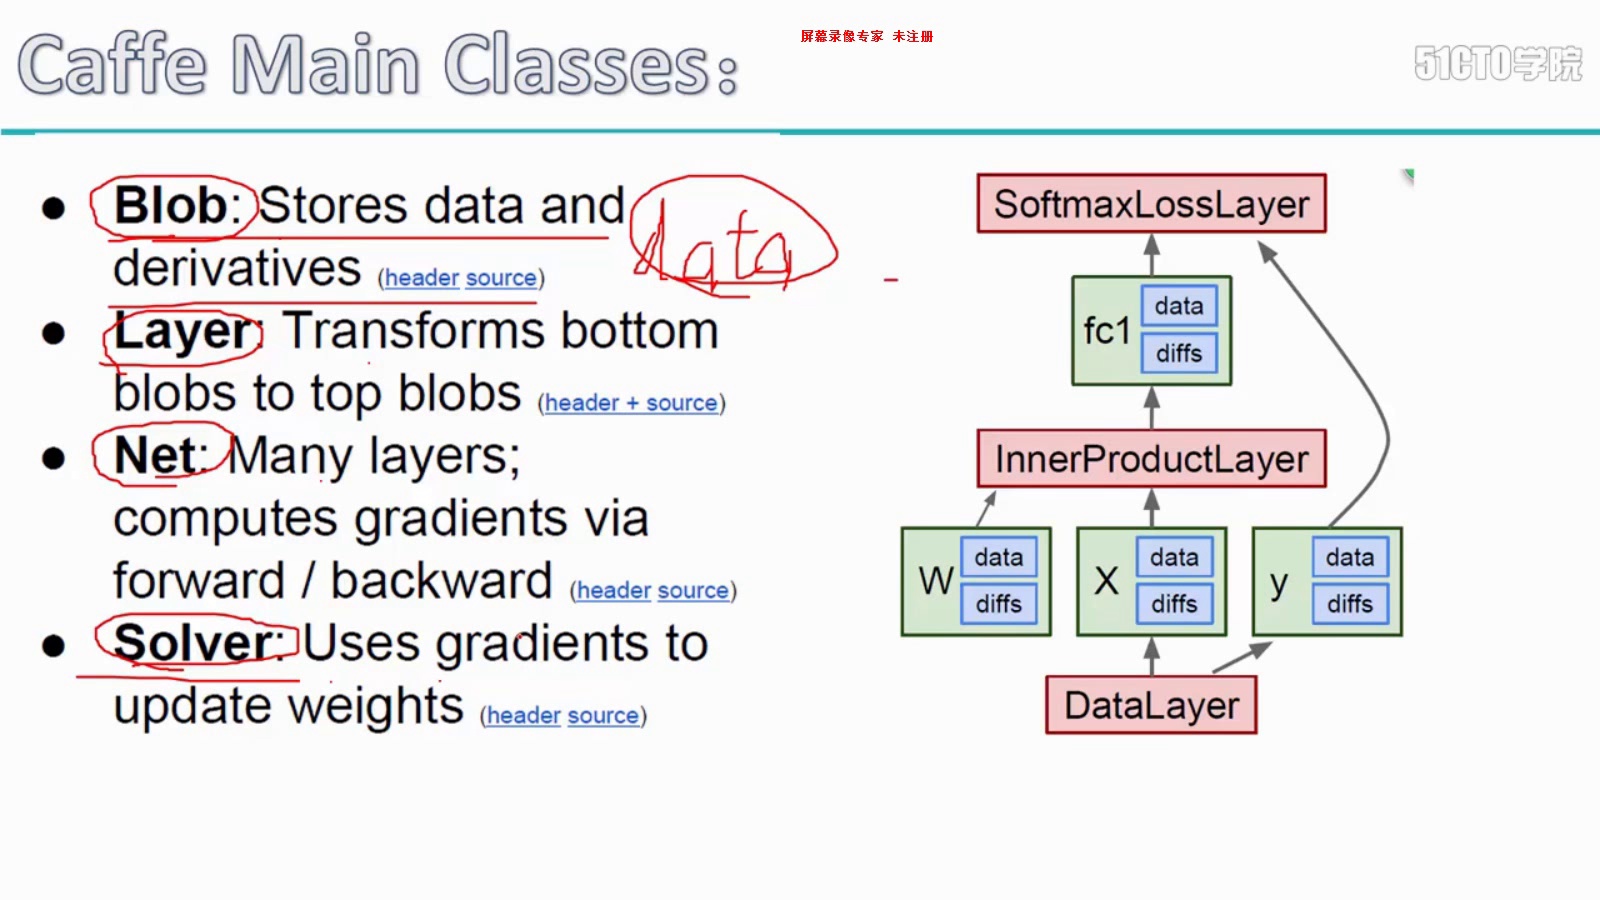 Caffe Main Classes:
屏幕录像专家 未注册
51CTO学院
● Blob: Stores data and
derivatives (header source)
data
● Layer: Transforms bottom
blobs to top blobs (header + source)
● Net: Many layers;
computes gradients via
forward / backward (header source)
● Solver: Uses gradients to
update weights (header source)
SoftmaxLossLayer
fc1
data
diffs
InnerProductLayer
W
data
diffs
X
data
diffs
y
data
diffs
DataLayer